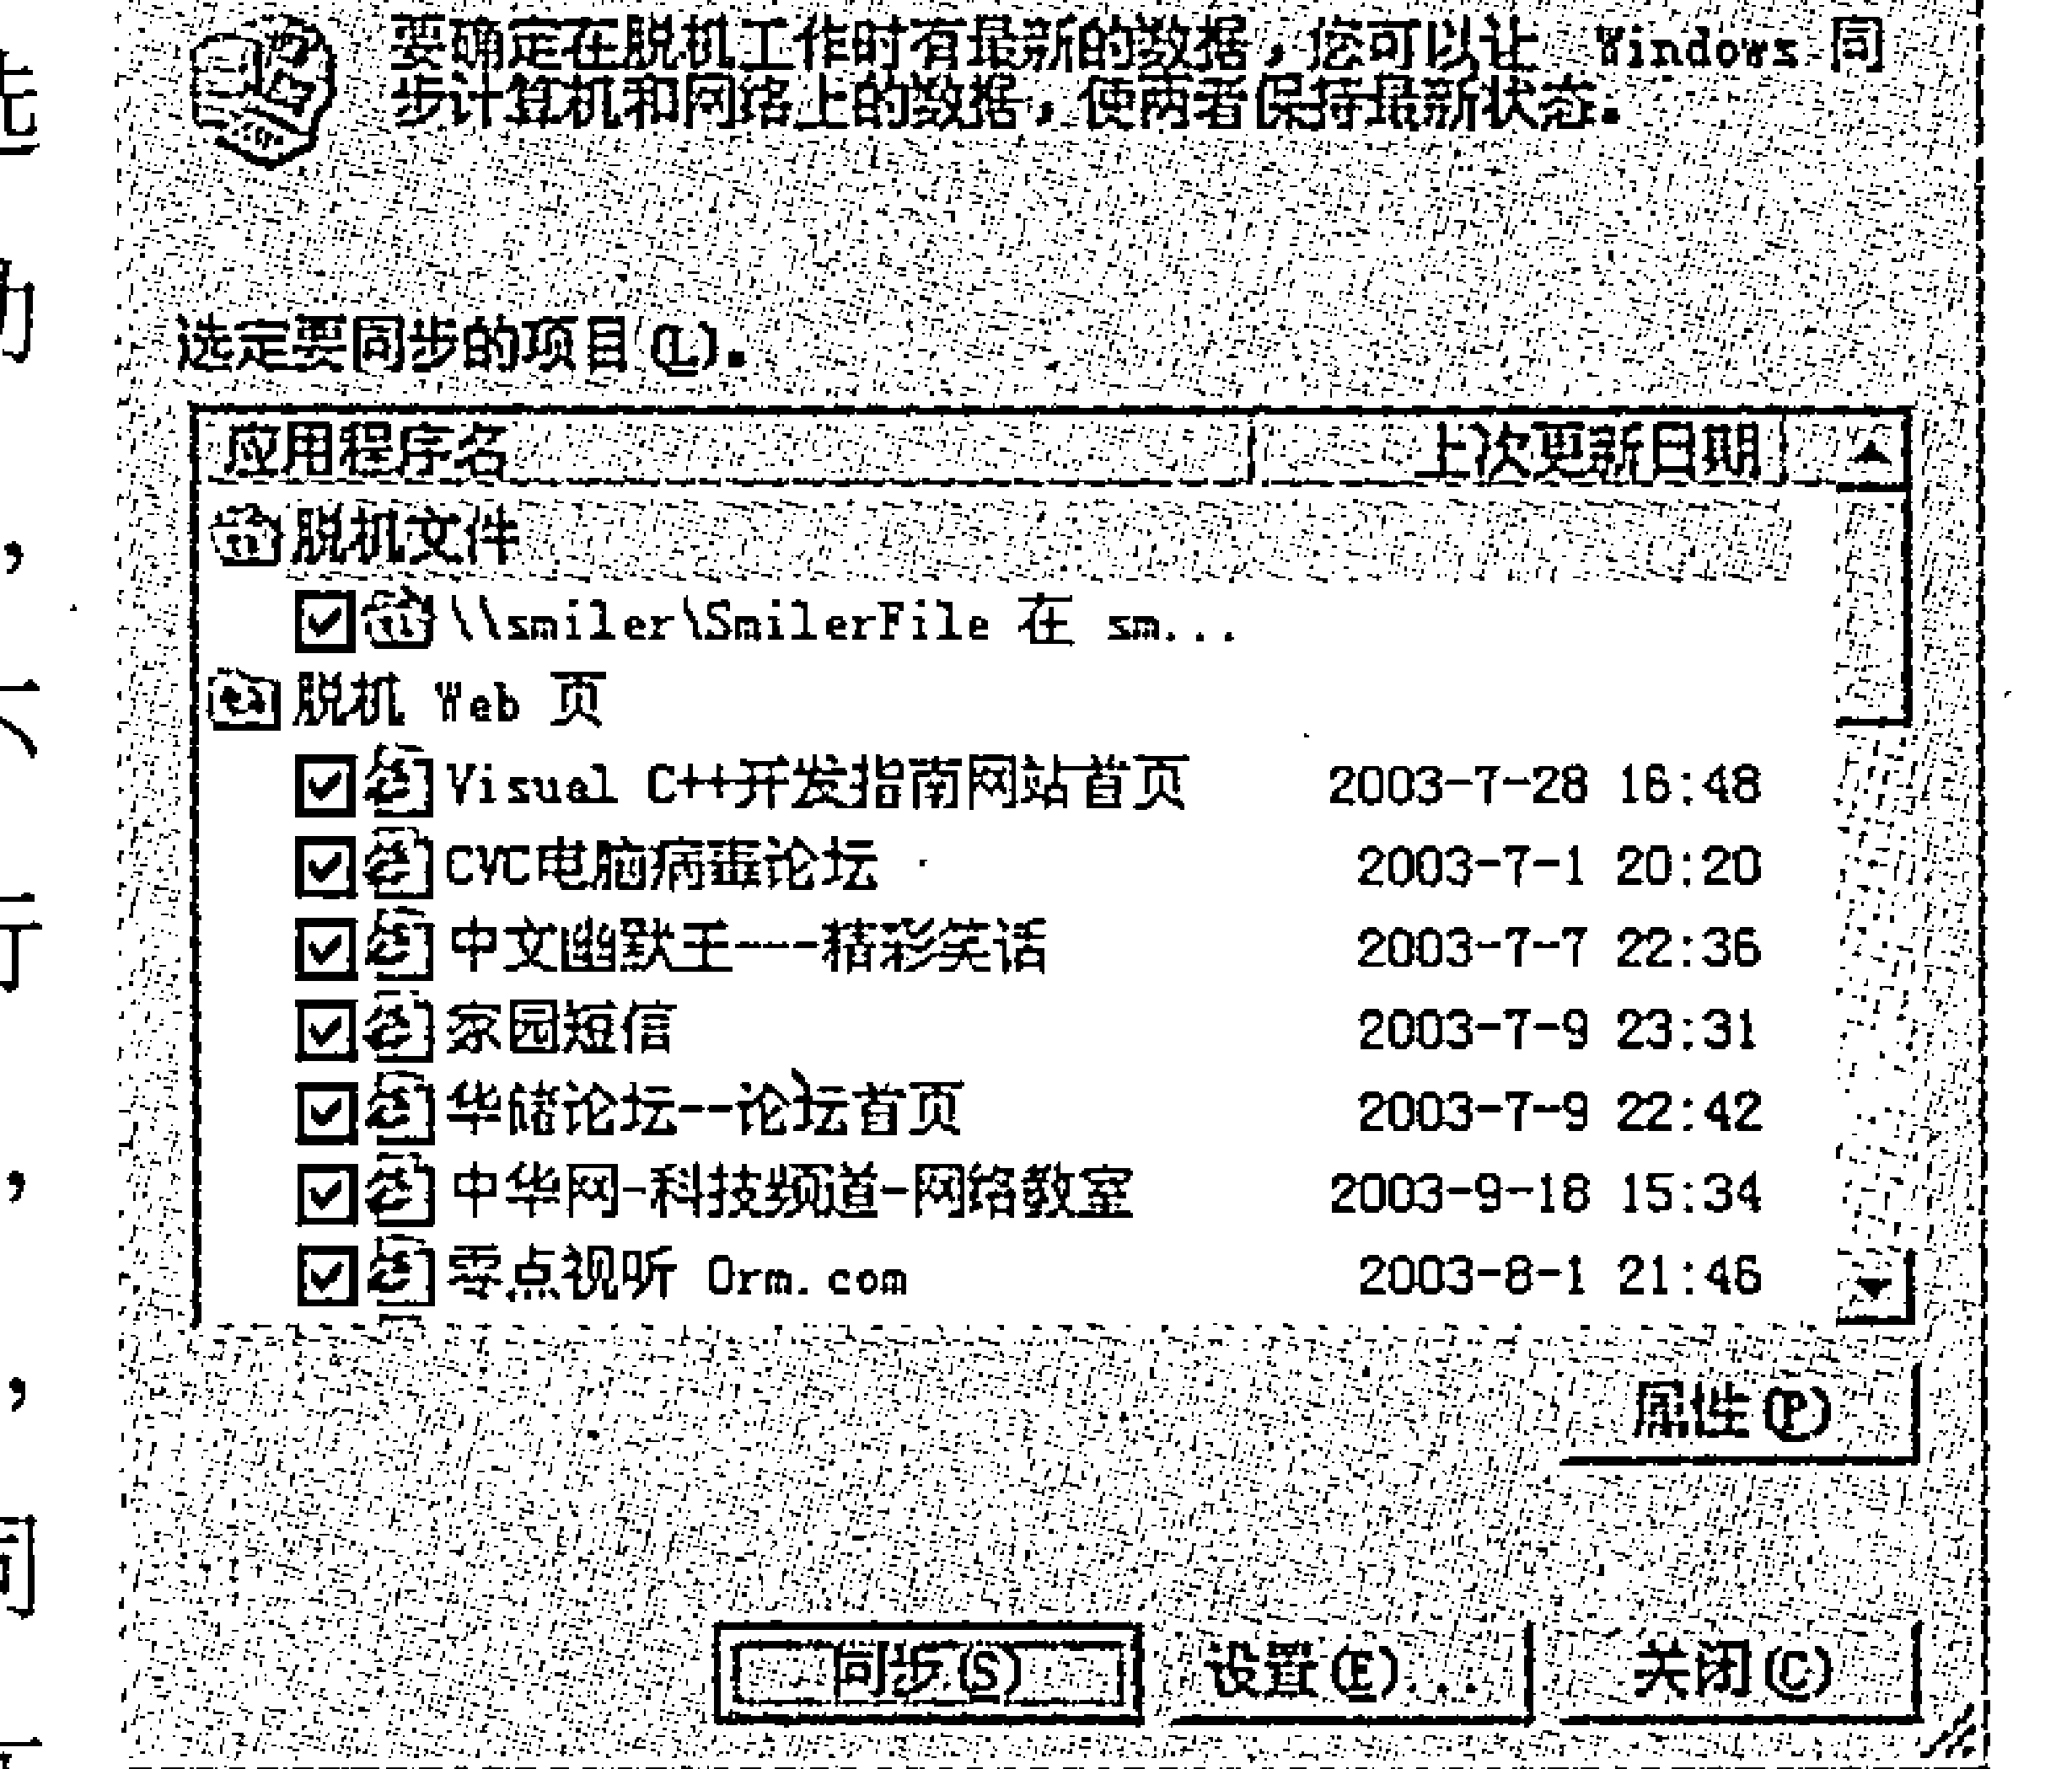 要确定在脱机工作时有最新的数据，您可以让 Windows 同
步计算机和网络上的数据，使两者保持最新状态。
选定要同步的项目(L)。
应用程序名 上次更新日期
脱机文件
\\smiler\SmilerFile 在 sm...
脱机 Web 页
Visual C++开发指南网站首页 2003-7-28 16:48
CVC电脑病毒论坛 2003-7-1 20:20
中文幽默王---精彩笑话 2003-7-7 22:36
家园短信 2003-7-9 23:31
华储论坛--论坛首页 2003-7-9 22:42
中华网-科技频道-网络教室 2003-9-18 15:34
零点视听 Orm.com 2003-8-1 21:46
属性(P)
同步(S) 设置(E)... 关闭(C)